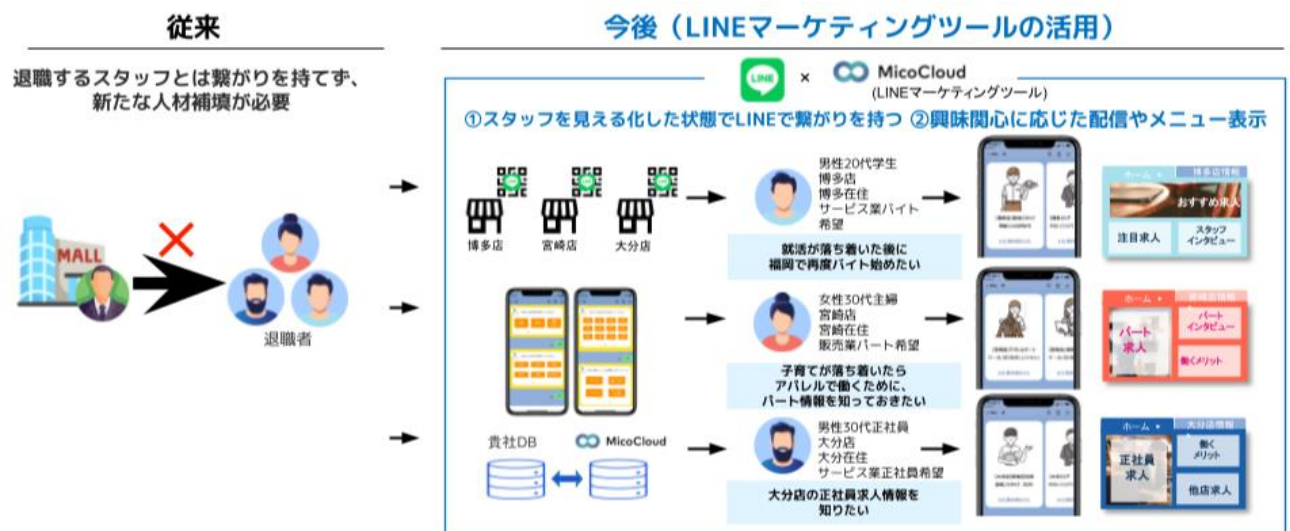 従来
退職するスタッフとは繋がりを持てず、
新たな人材補填が必要
MALL
退職者
今後（LINEマーケティングツールの活用）
LINE
×
MicoCloud
(LINEマーケティングツール)
①スタッフを見える化した状態でLINEで繋がりを持つ
②興味関心に応じた配信やメニュー表示
博多店
宮崎店
大分店
貴社DB
MicoCloud
男性20代学生
博多店
博多在住
サービス業バイト
希望
就活が落ち着いた後に
福岡で再度バイト始めたい
ホーム
博多店情報
おすすめ求人
注目求人
スタッフ
インタビュー
女性30代主婦
宮崎店
宮崎在住
販売業パート希望
子育てが落ち着いたら
アパレルで働くために、
パート情報を知っておきたい
ホーム
宮崎店情報
パート
求人
パート
インタビュー
働くメリット
男性30代正社員
大分店
大分在住
サービス業正社員希望
大分店の正社員求人情報を
知りたい
ホーム
大分店情報
正社員
求人
働く
メリット
他店求人